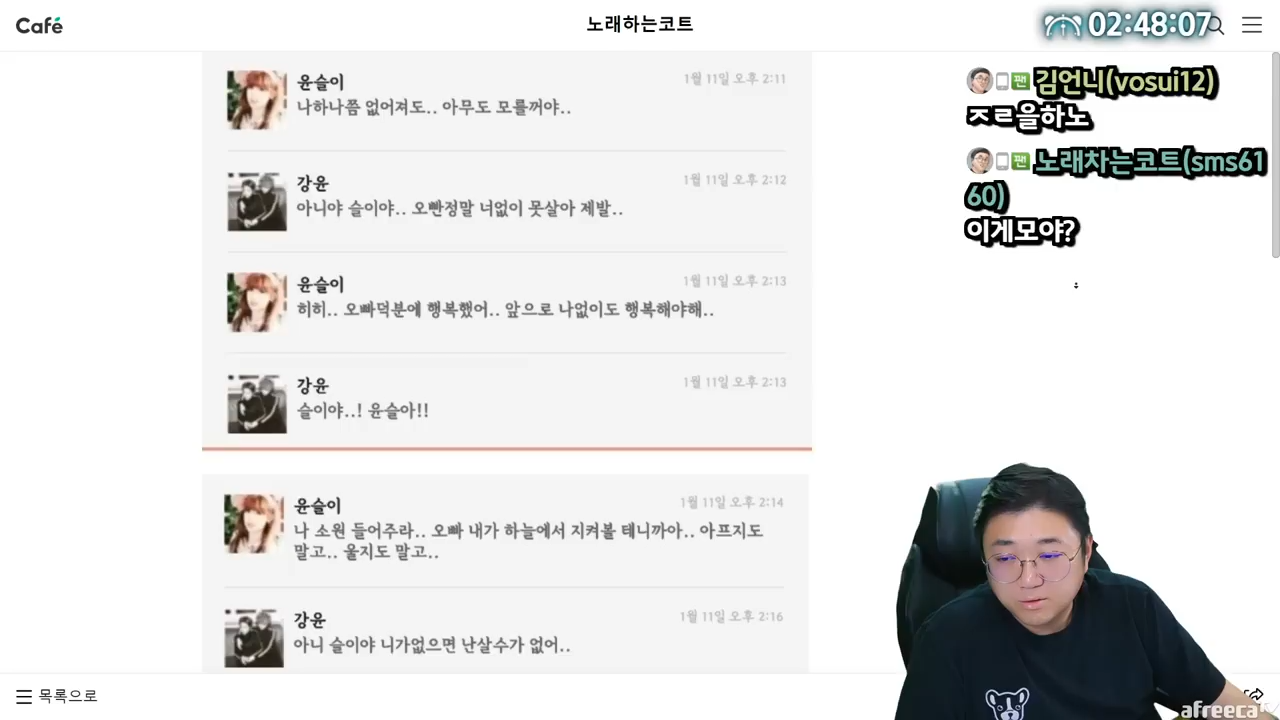 Café
노래하는코트
02:48:07
윤슬이
1월 11일 오후 2:11
나하나쯤 없어져도.. 아무도 모를꺼야..
강윤
1월 11일 오후 2:12
아니야 슬이야.. 오빤정말 너없이 못살아 제발..
윤슬이
1월 11일 오후 2:13
히히.. 오빠덕분에 행복했어.. 앞으로 나없이도 행복해야해..
강윤
1월 11일 오후 2:13
슬이야..! 윤슬아!!
윤슬이
1월 11일 오후 2:14
나 소원 들어주라.. 오빠 내가 하늘에서 지켜볼 테니까아.. 아프지도
말고.. 울지도 말고..
강윤
1월 11일 오후 2:16
아니 슬이야 니가없으면 난살수가 없어..
목록으로
팬 김언니(vosui12)
ㅈㄹ을하노
팬 노래차는코트(sms61
60)
이게모야?
afreecaTV